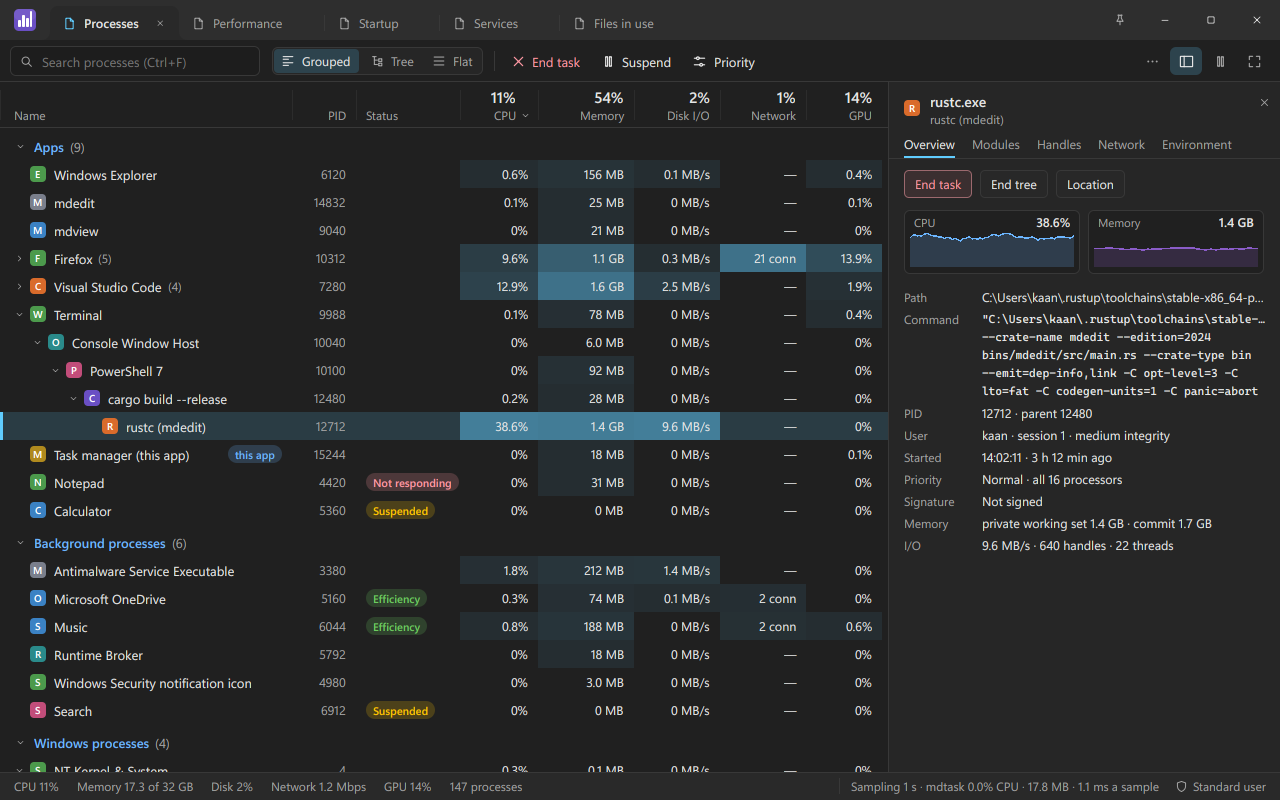 Processes × Performance Startup Services Files in use
Search processes (Ctrl+F) Grouped Tree Flat End task Suspend Priority
11% 54% 2% 1% 14%
Name PID Status CPU Memory Disk I/O Network GPU
Apps (9)
E Windows Explorer 6120 0.6% 156 MB 0.1 MB/s — 0.4%
M mdedit 14832 0.1% 25 MB 0 MB/s — 0.1%
M mdview 9040 0% 21 MB 0 MB/s — 0%
F Firefox (5) 10312 9.6% 1.1 GB 0.3 MB/s 21 conn 13.9%
C Visual Studio Code (4) 7280 12.9% 1.6 GB 2.5 MB/s — 1.9%
W Terminal 9988 0.1% 78 MB 0 MB/s — 0.4%
O Console Window Host 10040 0% 6.0 MB 0 MB/s — 0%
P PowerShell 7 10100 0% 92 MB 0 MB/s — 0%
C cargo build --release 12480 0.2% 28 MB 0 MB/s — 0%
R rustc (mdedit) 12712 38.6% 1.4 GB 9.6 MB/s — 0%
M Task manager (this app) this app 15244 0% 18 MB 0 MB/s — 0.1%
N Notepad 4420 Not responding 0% 31 MB 0 MB/s — 0%
C Calculator 5360 Suspended 0% 0 MB 0 MB/s — 0%
Background processes (6)
M Antimalware Service Executable 3380 1.8% 212 MB 1.4 MB/s — 0%
O Microsoft OneDrive 5160 Efficiency 0.3% 74 MB 0.1 MB/s 2 conn 0%
S Music 6044 Efficiency 0.8% 188 MB 0 MB/s 2 conn 0.6%
R Runtime Broker 5792 0% 18 MB 0 MB/s — 0%
S Windows Security notification icon 4980 0% 3.0 MB 0 MB/s — 0%
S Search 6912 Suspended 0% 0 MB 0 MB/s — 0%
Windows processes (4)
S NT Kernel & System 4 0.3% 0.1 MB 0 MB/s — 0%
R rustc.exe
rustc (mdedit)
Overview Modules Handles Network Environment
End task End tree Location
CPU 38.6% Memory 1.4 GB
Path C:\Users\kaan\.rustup\toolchains\stable-x86_64-p...
Command "C:\Users\kaan\.rustup\toolchains\stable-...
--crate-name mdedit --edition=2024
bins/mdedit/src/main.rs --crate-type bin
--emit=dep-info,link -C opt-level=3 -C
lto=fat -C codegen-units=1 -C panic=abort
PID 12712 · parent 12480
User kaan · session 1 · medium integrity
Started 14:02:11 · 3 h 12 min ago
Priority Normal · all 16 processors
Signature Not signed
Memory private working set 1.4 GB · commit 1.7 GB
I/O 9.6 MB/s · 640 handles · 22 threads
CPU 11% Memory 17.3 of 32 GB Disk 2% Network 1.2 Mbps GPU 14% 147 processes Sampling 1 s · mdtask 0.0% CPU · 17.8 MB · 1.1 ms a sample Standard user